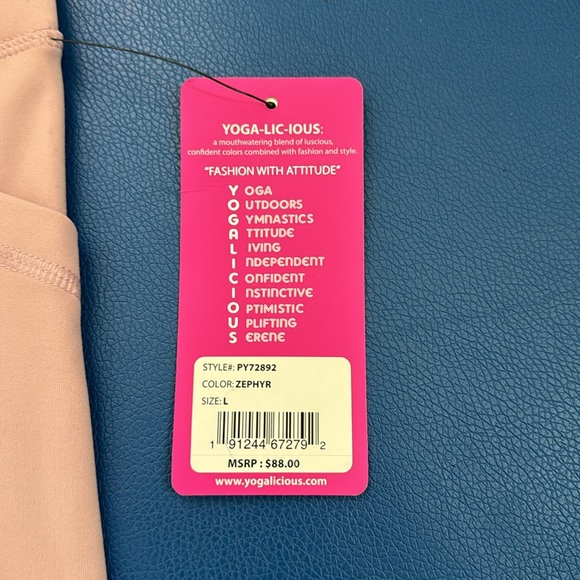 YOGA-LIC-IOUS:
a mouthwatering blend of luscious,
confident colors combined with fashion and style.
"FASHION WITH ATTITUDE"
YOGA
OUTDOORS
GYMNASTICS
ATTITUDE
LIVING
INDEPENDENT
CONFIDENT
INSTINCTIVE
OPTIMISTIC
UPLIFTING
SERENE
STYLE#: PY72892
COLOR: ZEPHYR
SIZE: L
1 91244 67279 2
MSRP : $88.00
www.yogalicious.com